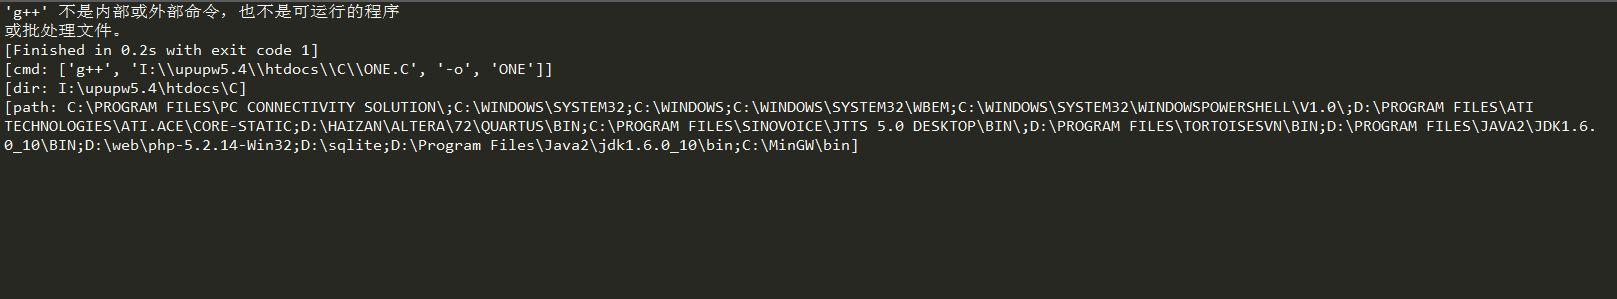 'g++' 不是内部或外部命令，也不是可运行的程序
或批处理文件。
[Finished in 0.2s with exit code 1]
[cmd: ['g++', 'I:\\upupw5.4\\htdocs\\C\\ONE.C', '-o', 'ONE']]
[dir: I:\upupw5.4\htdocs\C]
[path: C:\PROGRAM FILES\PC CONNECTIVITY SOLUTION\;C:\WINDOWS\SYSTEM32;C:\WINDOWS;C:\WINDOWS\SYSTEM32\WBEM;C:\WINDOWS\SYSTEM32\WINDOWSPOWERSHELL\V1.0\;D:\PROGRAM FILES\ATI
TECHNOLOGIES\ATI.ACE\CORE-STATIC;D:\HAIZAN\ALTERA\72\QUARTUS\BIN;C:\PROGRAM FILES\SINOVOICE\JTTS 5.0 DESKTOP\BIN\;D:\PROGRAM FILES\TORTOISESVN\BIN;D:\PROGRAM FILES\JAVA2\JDK1.6.
0_10\BIN;D:\web\php-5.2.14-Win32;D:\sqlite;D:\Program Files\Java2\jdk1.6.0_10\bin;C:\MinGW\bin]